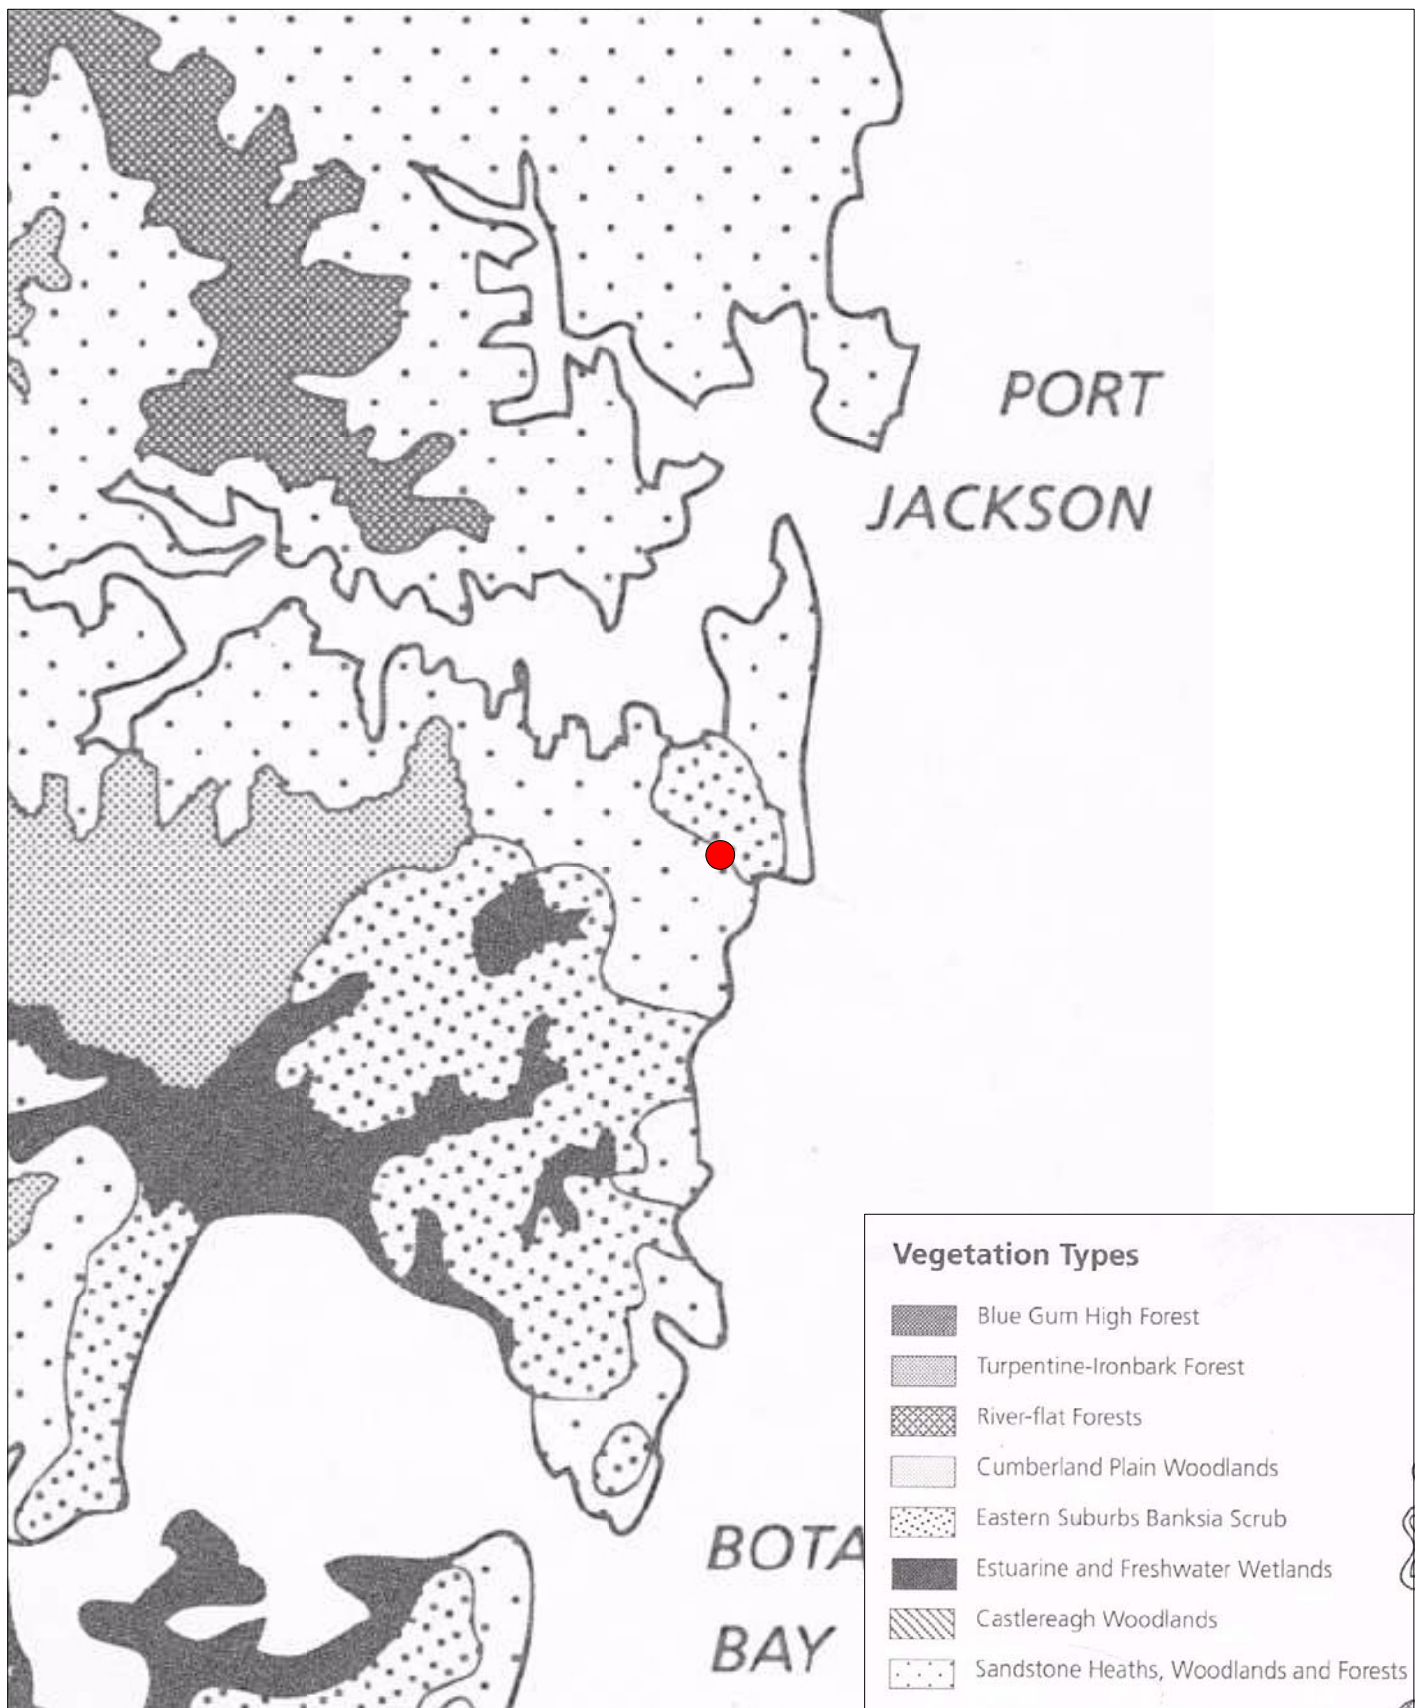 PORT
JACKSON
Vegetation Types
Blue Gum High Forest
Turpentine-Ironbark Forest
River-flat Forests
Cumberland Plain Woodlands
Eastern Suburbs Banksia Scrub
Estuarine and Freshwater Wetlands
Castlereagh Woodlands
Sandstone Heaths, Woodlands and Forests
BOTA
BAY